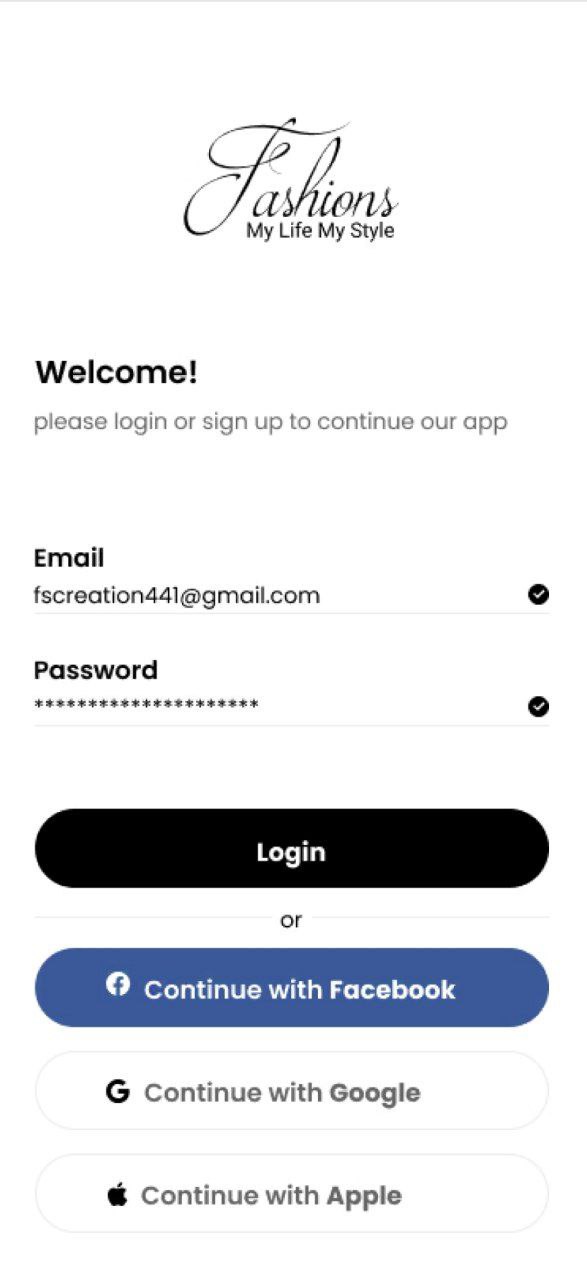 Fashions
My Life My Style
Welcome!
please login or sign up to continue our app
Email
fscreation441@gmail.com
Password
*********************
Login
or
Continue with Facebook
Continue with Google
Continue with Apple